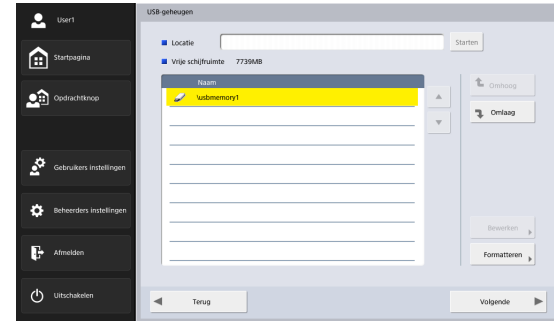 User1
Startpagina
Opdrachtknop
Gebruikers instellingen
Beheerders instellingen
Afmelden
Uitschakelen
USB-geheugen
Locatie
Starten
Vrije schijfruimte 7739MB
Naam
\usbmemory1
Omhoog
Omlaag
Bewerken
Formatteren
Terug
Volgende